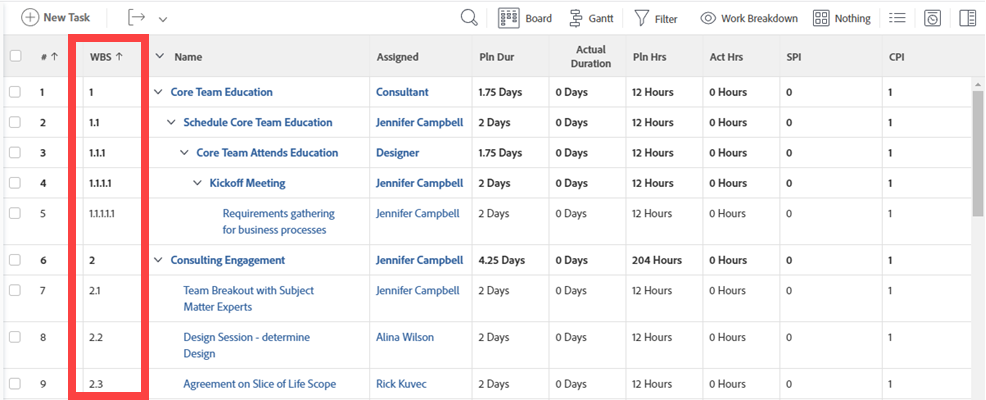 New Task Board Gantt Filter Work Breakdown Nothing
# ↑ WBS ↑ Name Assigned Pln Dur Actual Duration Pln Hrs Act Hrs SPI CPI
1 1 Core Team Education Consultant 1.75 Days 0 Days 12 Hours 0 Hours 0 1
2 1.1 Schedule Core Team Education Jennifer Campbell 2 Days 0 Days 12 Hours 0 Hours 0 1
3 1.1.1 Core Team Attends Education Designer 1.75 Days 0 Days 12 Hours 0 Hours 0 1
4 1.1.1.1 Kickoff Meeting Jennifer Campbell 2 Days 0 Days 12 Hours 0 Hours 0 1
5 1.1.1.1.1 Requirements gathering Jennifer Campbell 2 Days 0 Days 12 Hours 0 Hours 0 1
for business processes
6 2 Consulting Engagement Jennifer Campbell 4.25 Days 0 Days 204 Hours 0 Hours 0 1
7 2.1 Team Breakout with Subject Jennifer Campbell 2 Days 0 Days 12 Hours 0 Hours 0 1
Matter Experts
8 2.2 Design Session - determine Alina Wilson 2 Days 0 Days 12 Hours 0 Hours 0 1
Design
9 2.3 Agreement on Slice of Life Scope Rick Kuvec 2 Days 0 Days 12 Hours 0 Hours 0 1